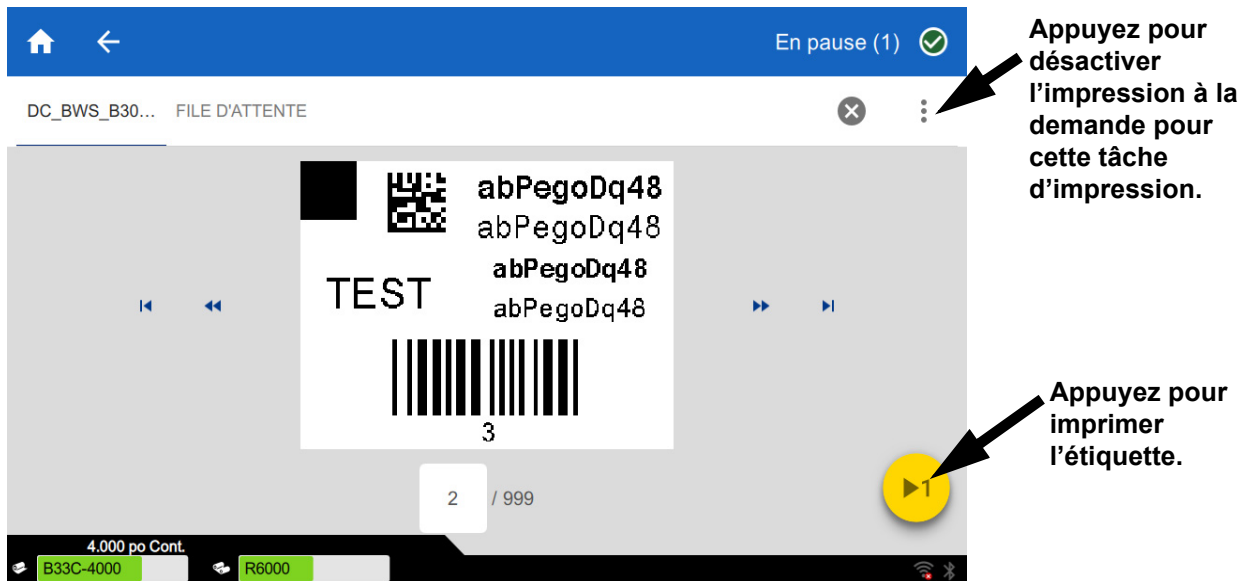 En pause (1)
Appuyez pour
désactiver
l’impression à la
demande pour
cette tâche
d’impression.
DC_BWS_B30… FILE D'ATTENTE
abPegoDq48
abPegoDq48
abPegoDq48
TEST
abPegoDq48
3
Appuyez pour
imprimer
l’étiquette.
1
2 / 999
4.000 po Cont.
B33C-4000 R6000